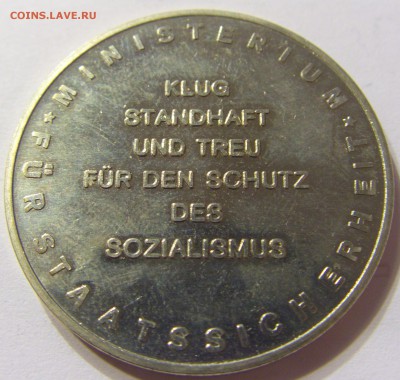 COINS.LAVE.RU
* MINISTERIUM *
FÜR STAATSSICHERHEIT
KLUG
STANDHAFT
UND TREU
FÜR DEN SCHUTZ
DES
SOZIALISMUS